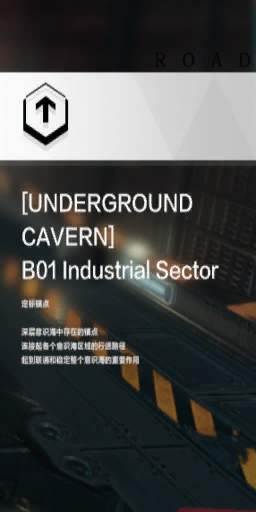 ROAD
[UNDERGROUND
CAVERN]
B01 Industrial Sector
定标锚点
深层意识海中存在的锚点
连接起各个意识海区域的行进路径
起到联通和稳定整个意识海的重要作用